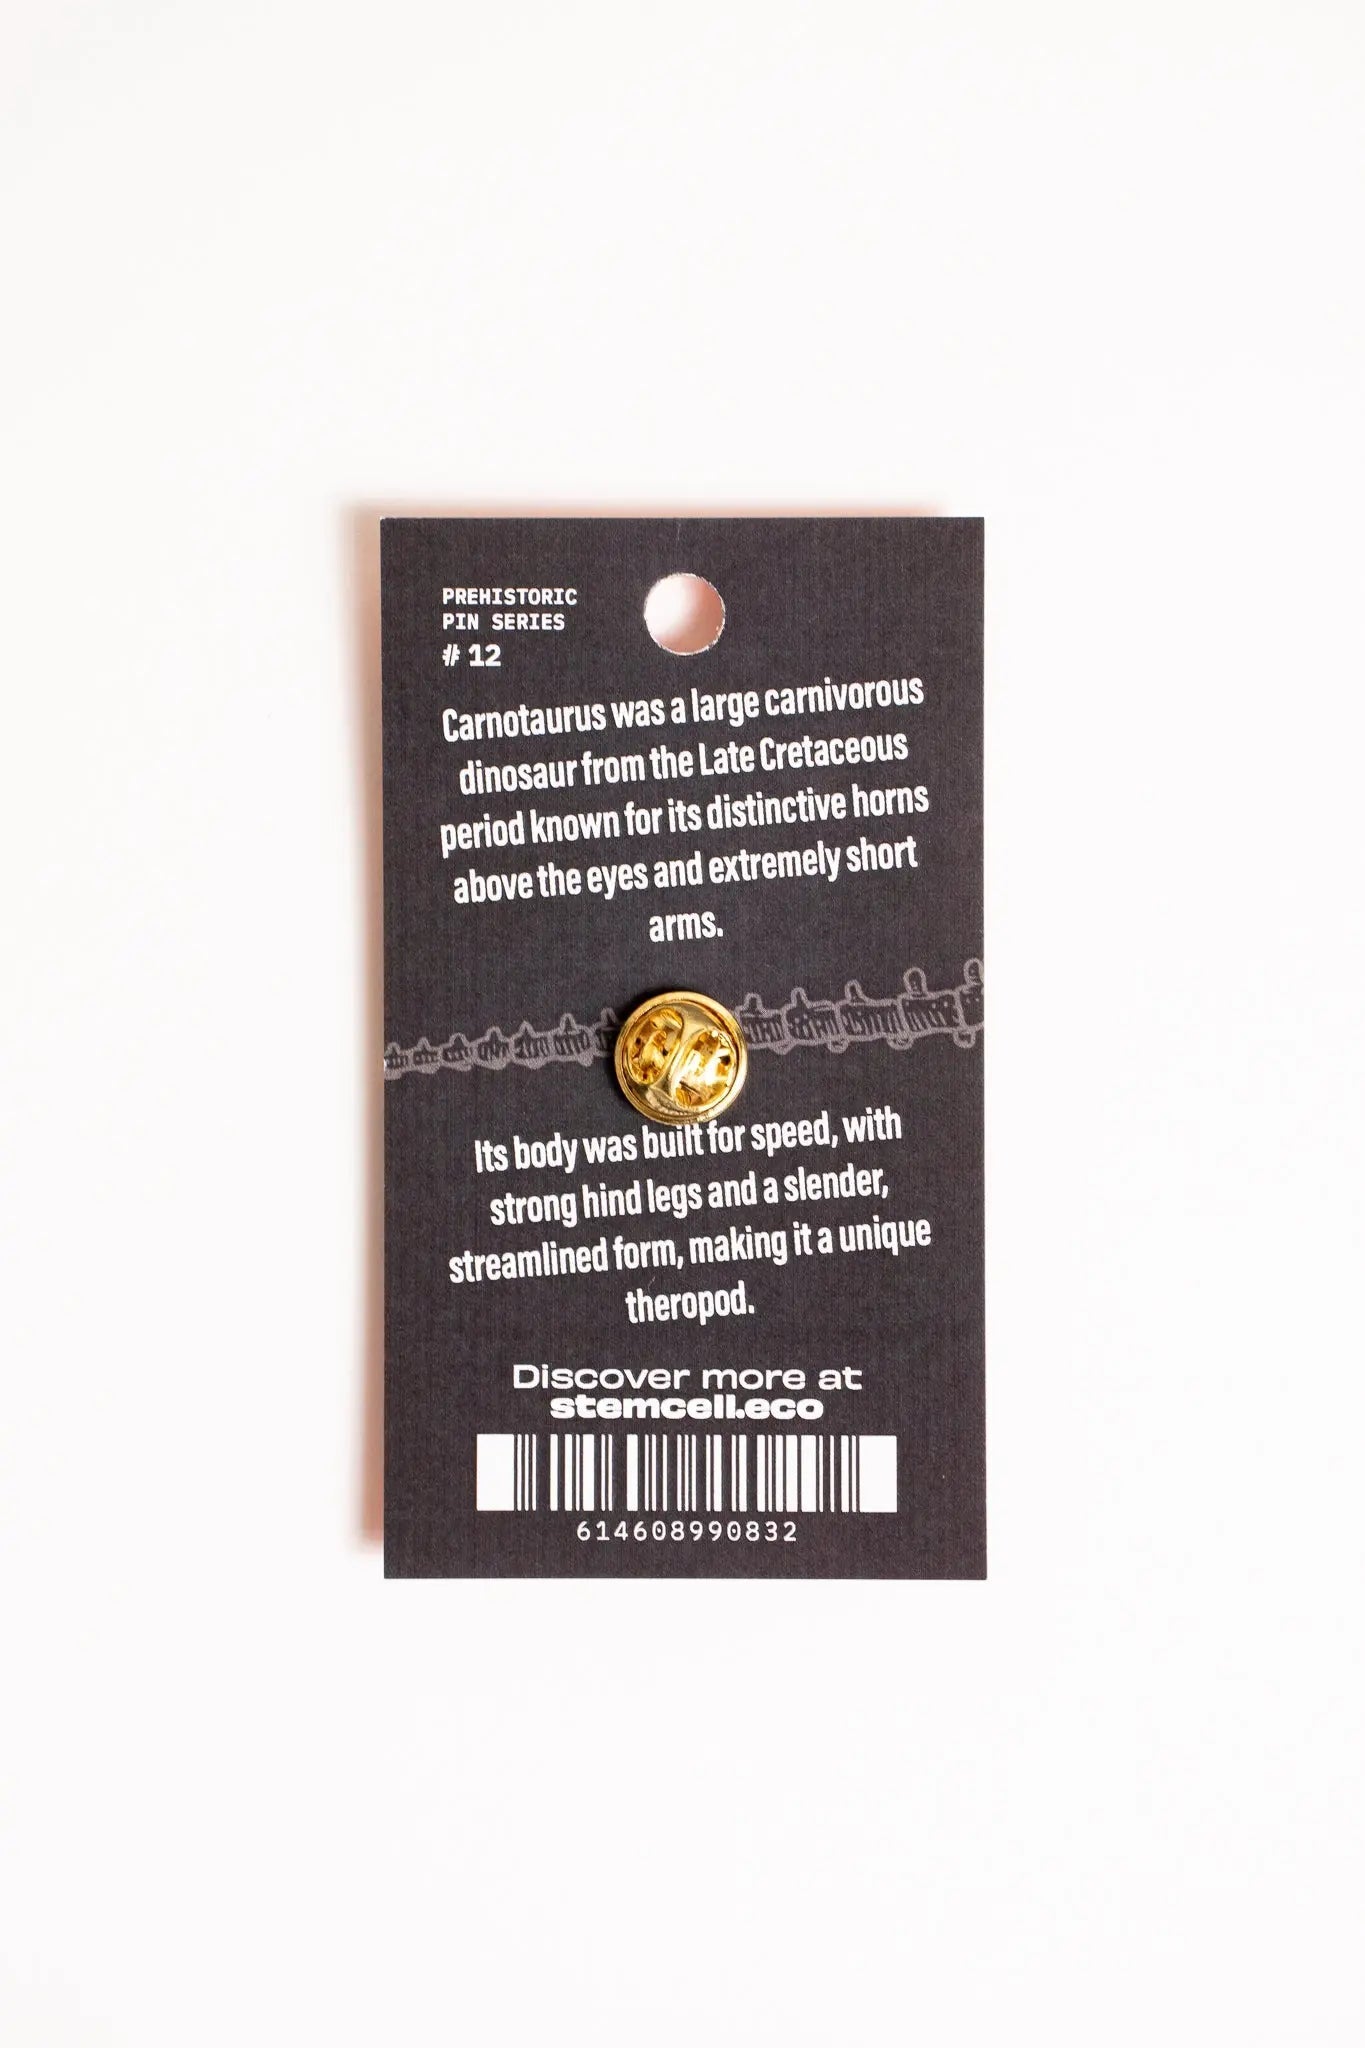 PREHISTORIC
PIN SERIES
# 12
Carnotaurus was a large carnivorous
dinosaur from the Late Cretaceous
period known for its distinctive horns
above the eyes and extremely short
arms.
Its body was built for speed, with
strong hind legs and a slender,
streamlined form, making it a unique
theropod.
Discover more at
stemcell.eco
614608990832